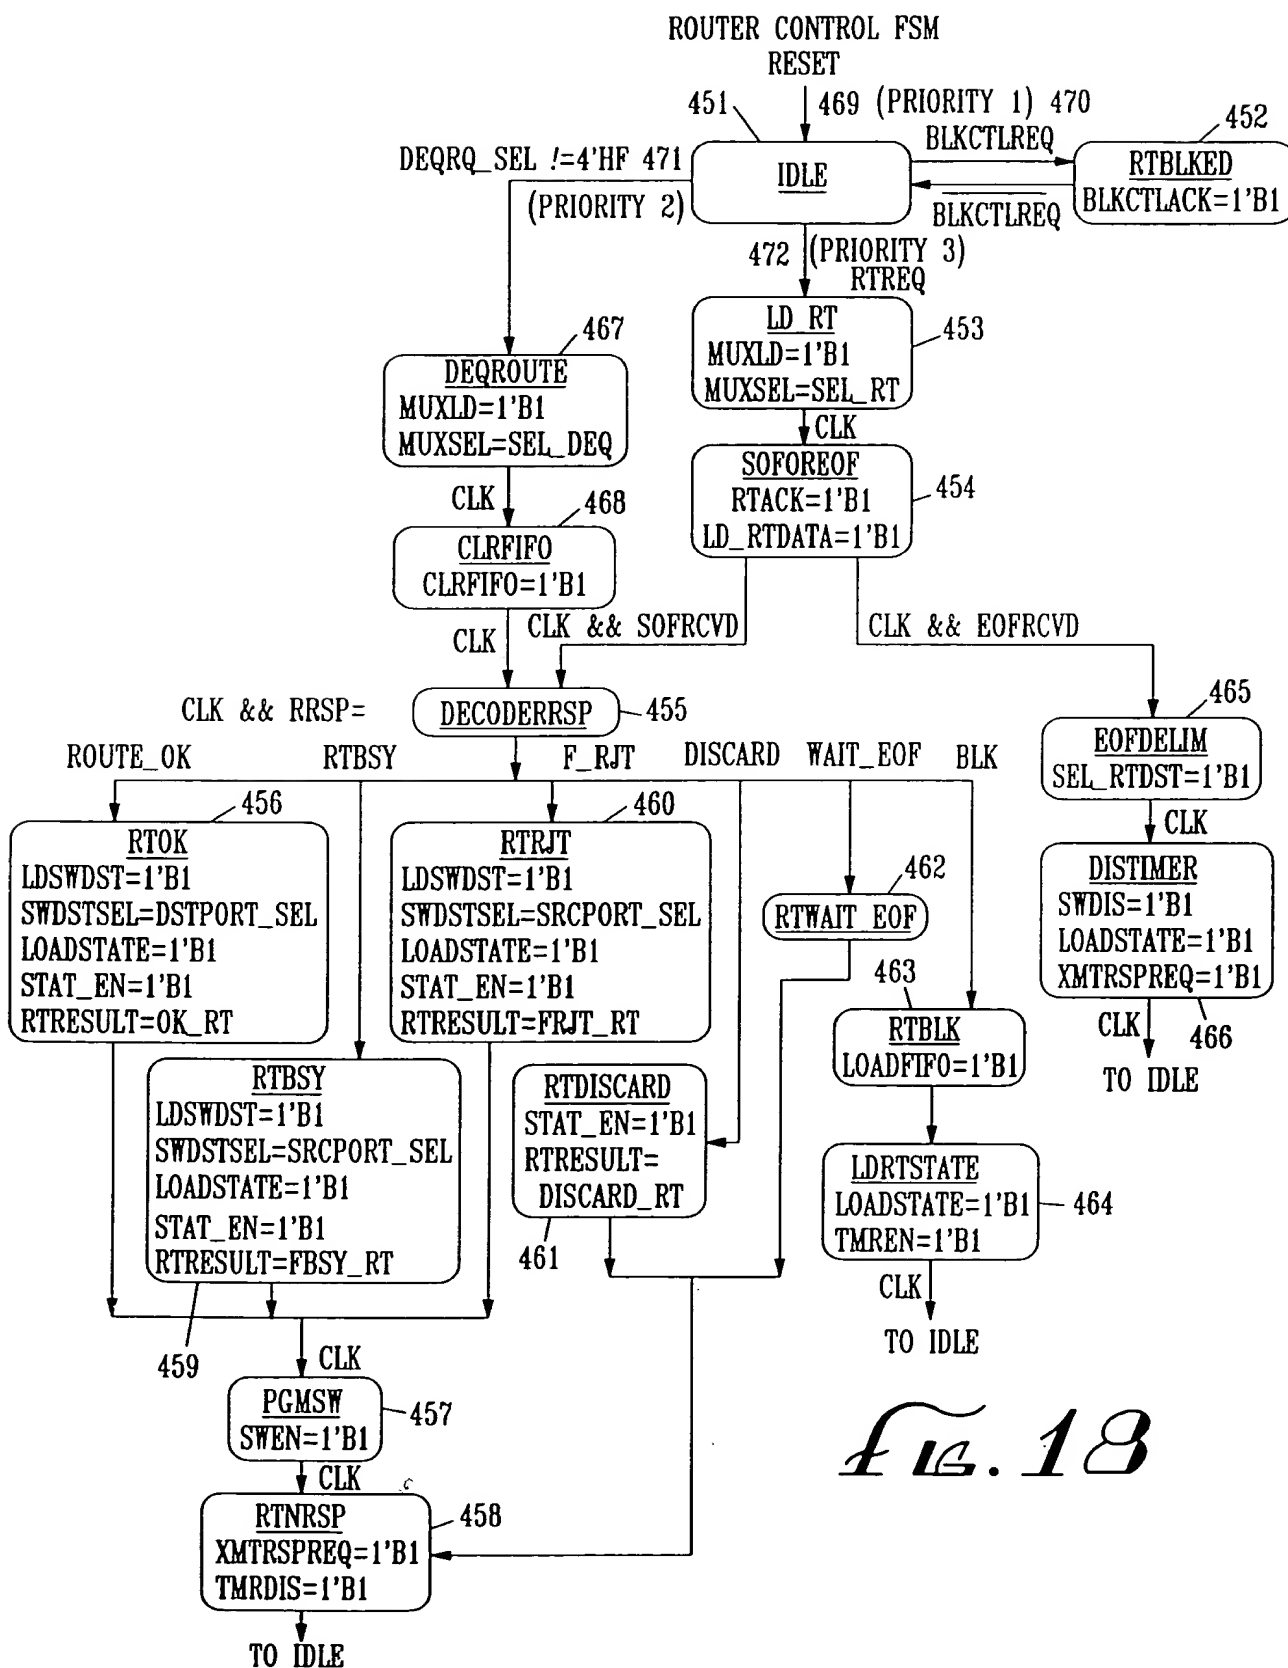 ROUTER CONTROL FSM
RESET
451
469
(PRIORITY 1) 470
452
BLKCTLREQ
DEQRQ_SEL !=4'HF 471
(PRIORITY 2)
IDLE
RTBLKED
BLKCTLACK=1'B1
BLKCTLREQ
472
(PRIORITY 3)
RTREQ
467
DEQROUTE
MUXLD=1'B1
MUXSEL=SEL_DEQ
LD_RT
MUXLD=1'B1
MUXSEL=SEL_RT
453
CLK
SOFOREOF
RTACK=1'B1
LD_RTDATA=1'B1
454
CLK
468
CLRFIFO
CLRFIFO=1'B1
CLK
CLK && SOFRCVD
CLK && EOFRCVD
CLK && RRSP=
DECODERRSP
455
465
EOFDELIM
SEL_RTDST=1'B1
CLK
ROUTE_OK
RTBSY
F_RJT
DISCARD
WAIT_EOF
BLK
456
RTOK
LDSWDST=1'B1
SWDSTSEL=DSTPORT_SEL
LOADSTATE=1'B1
STAT_EN=1'B1
RTRESULT=OK_RT
460
RTRJT
LDSWDST=1'B1
SWDSTSEL=SRCPORT_SEL
LOADSTATE=1'B1
STAT_EN=1'B1
RTRESULT=FRJT_RT
462
RTWAIT_EOF
DISTIMER
SWDIS=1'B1
LOADSTATE=1'B1
XMTRSPREQ=1'B1
CLK
466
TO IDLE
463
RTBLK
LOADFIFO=1'B1
RTBSY
LDSWDST=1'B1
SWDSTSEL=SRCPORT_SEL
LOADSTATE=1'B1
STAT_EN=1'B1
RTRESULT=FBSY_RT
459
RTDISCARD
STAT_EN=1'B1
RTRESULT=
DISCARD_RT
461
LDRTSTATE
LOADSTATE=1'B1
TMREN=1'B1
464
CLK
TO IDLE
CLK
PGMSW
SWEN=1'B1
457
CLK
RTNRSP
XMTRSPREQ=1'B1
TMRDIS=1'B1
458
TO IDLE
FIG. 18